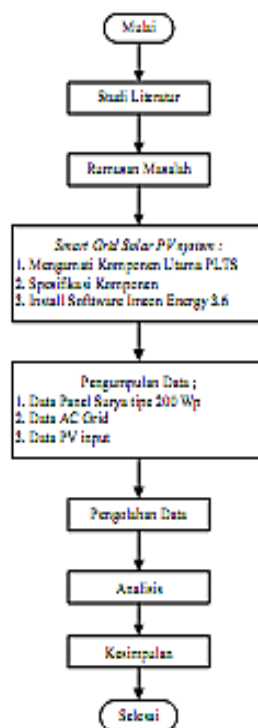 Mulai
Studi Literatur
Rumusan Masalah
Smart Grid Solar PV system :
1. Mengamati Komponen Utama PLTS
2. Spesifikasi Komponen
3. Install Software Imeon Energy 3.6
Pengumpulan Data ;
1. Data Panel Surya tipe 200 Wp
2. Data AC Grid
3. Data PV input
Pengolahan Data
Analisis
Kesimpulan
Selesai